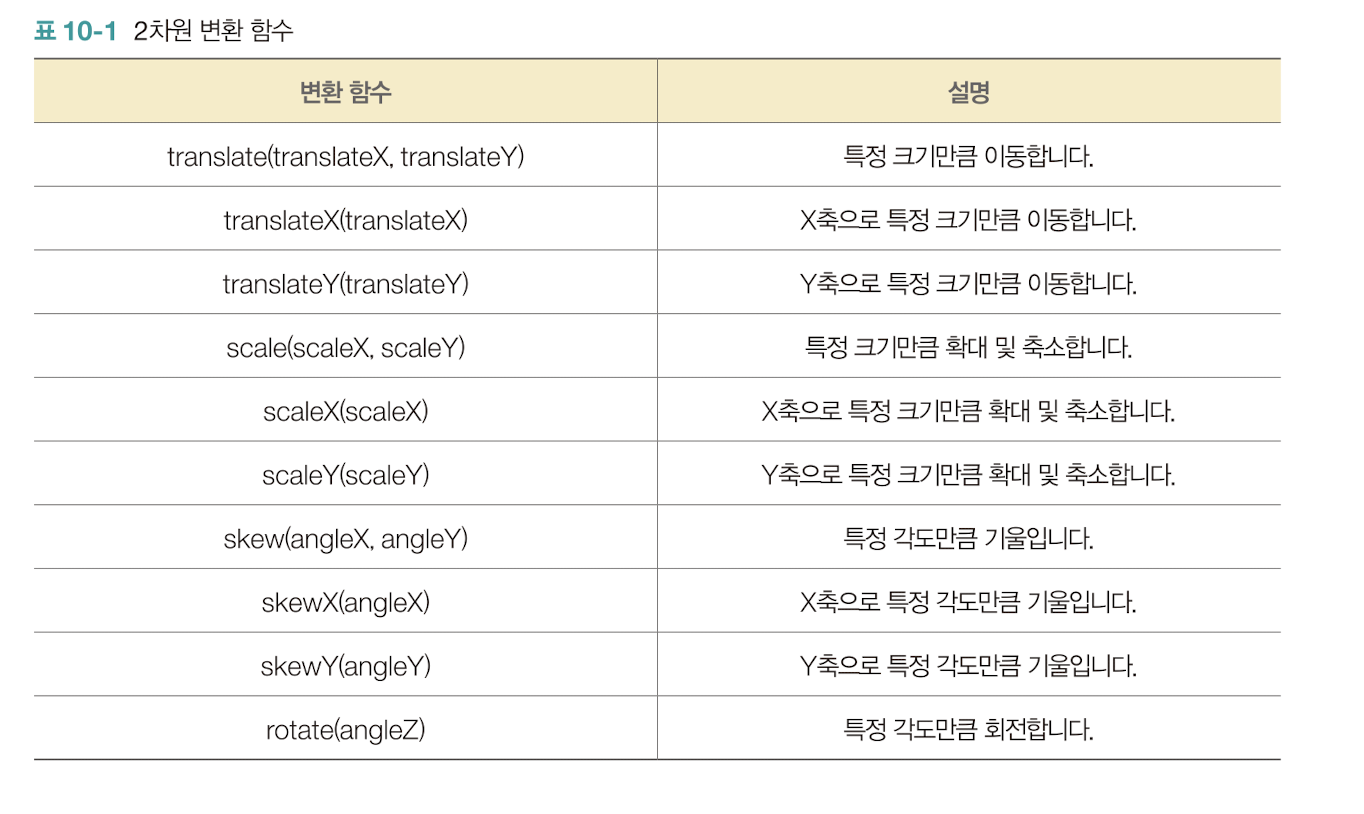 표 10-1 2차원 변환 함수
변환 함수 설명
translate(translateX, translateY) 특정 크기만큼 이동합니다.
translateX(translateX) X축으로 특정 크기만큼 이동합니다.
translateY(translateY) Y축으로 특정 크기만큼 이동합니다.
scale(scaleX, scaleY) 특정 크기만큼 확대 및 축소합니다.
scaleX(scaleX) X축으로 특정 크기만큼 확대 및 축소합니다.
scaleY(scaleY) Y축으로 특정 크기만큼 확대 및 축소합니다.
skew(angleX, angleY) 특정 각도만큼 기울입니다.
skewX(angleX) X축으로 특정 각도만큼 기울입니다.
skewY(angleY) Y축으로 특정 각도만큼 기울입니다.
rotate(angleZ) 특정 각도만큼 회전합니다.